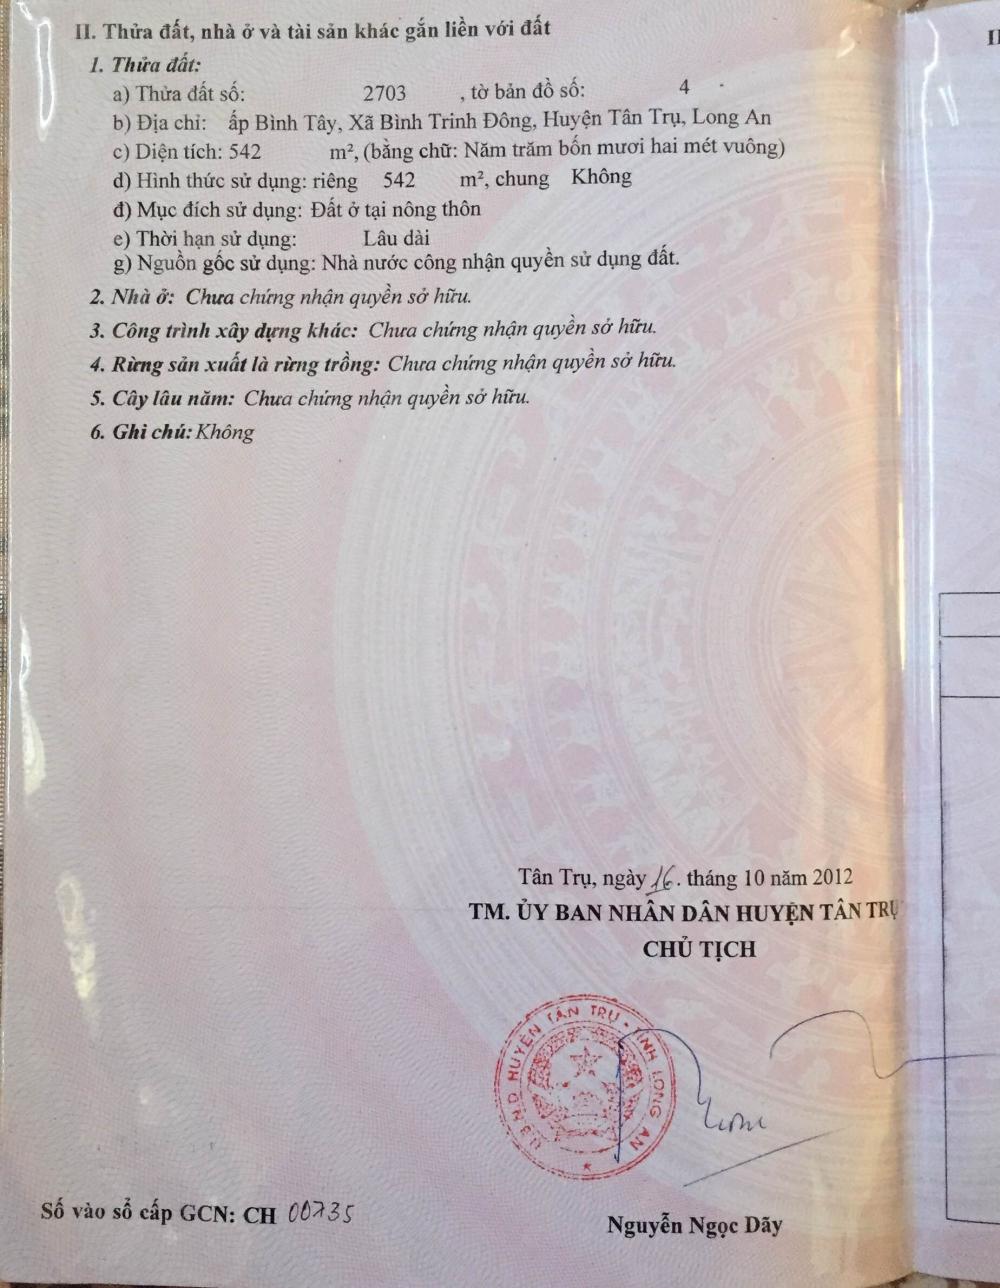 II. Thửa đất, nhà ở và tài sản khác gắn liền với đất
1. Thửa đất:
a) Thửa đất số: 2703 , tờ bản đồ số: 4
b) Địa chỉ: ấp Bình Tây, Xã Bình Trinh Đông, Huyện Tân Trụ, Long An
c) Diện tích: 542 m², (bằng chữ: Năm trăm bốn mươi hai mét vuông)
d) Hình thức sử dụng: riêng 542 m², chung Không
đ) Mục đích sử dụng: Đất ở tại nông thôn
e) Thời hạn sử dụng: Lâu dài
g) Nguồn gốc sử dụng: Nhà nước công nhận quyền sử dụng đất.
2. Nhà ở: Chưa chứng nhận quyền sở hữu.
3. Công trình xây dựng khác: Chưa chứng nhận quyền sở hữu.
4. Rừng sản xuất là rừng trồng: Chưa chứng nhận quyền sở hữu.
5. Cây lâu năm: Chưa chứng nhận quyền sở hữu.
6. Ghi chú: Không
Tân Trụ, ngày 16. tháng 10 năm 2012
TM. ỦY BAN NHÂN DÂN HUYỆN TÂN TRỤ
CHỦ TỊCH
U.B.N.D HUYỆN TÂN TRỤ - TỈNH LONG AN
Nguyễn Ngọc Dãy
Số vào sổ cấp GCN: CH 00735